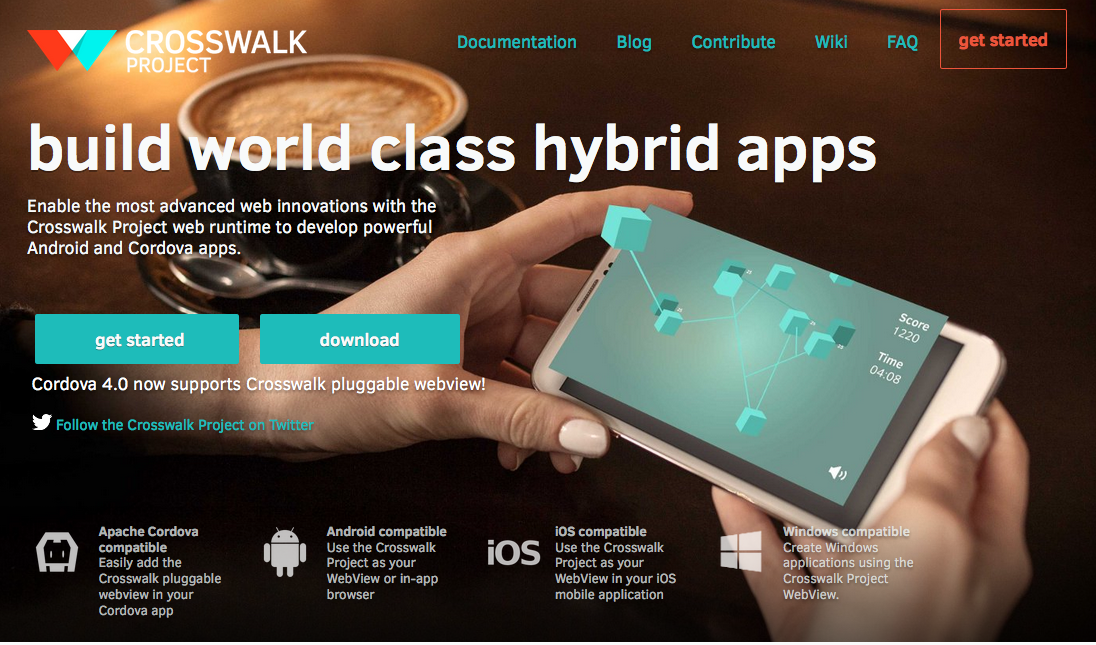 CROSSWALK
PROJECT
Documentation Blog Contribute Wiki FAQ get started
build world class hybrid apps
Enable the most advanced web innovations with the
Crosswalk Project web runtime to develop powerful
Android and Cordova apps.
Score
1220
Time
04:08
get started download
Cordova 4.0 now supports Crosswalk pluggable webview!
Follow the Crosswalk Project on Twitter
Apache Cordova
compatible
Easily add the
Crosswalk pluggable
webview in your
Cordova app
Android compatible
Use the Crosswalk
Project as your
WebView or in-app
browser
iOS
iOS compatible
Use the Crosswalk
Project as your
WebView in your iOS
mobile application
Windows compatible
Create Windows
applications using the
Crosswalk Project
WebView.